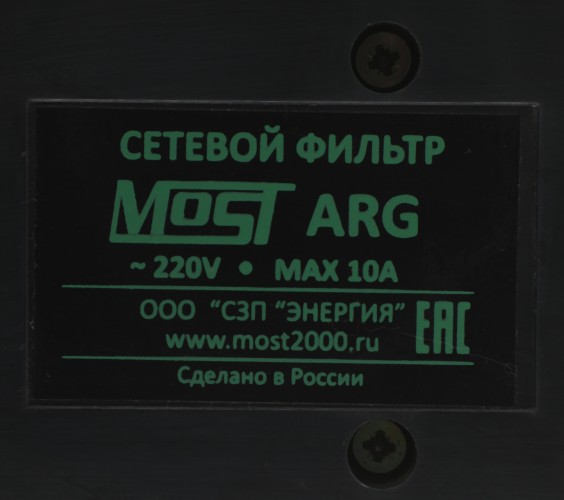 СЕТЕВОЙ ФИЛЬТР
MOST ARG
~ 220V • MAX 10A
ООО "СЗП "ЭНЕРГИЯ"
www.most2000.ru
EAC
Сделано в России